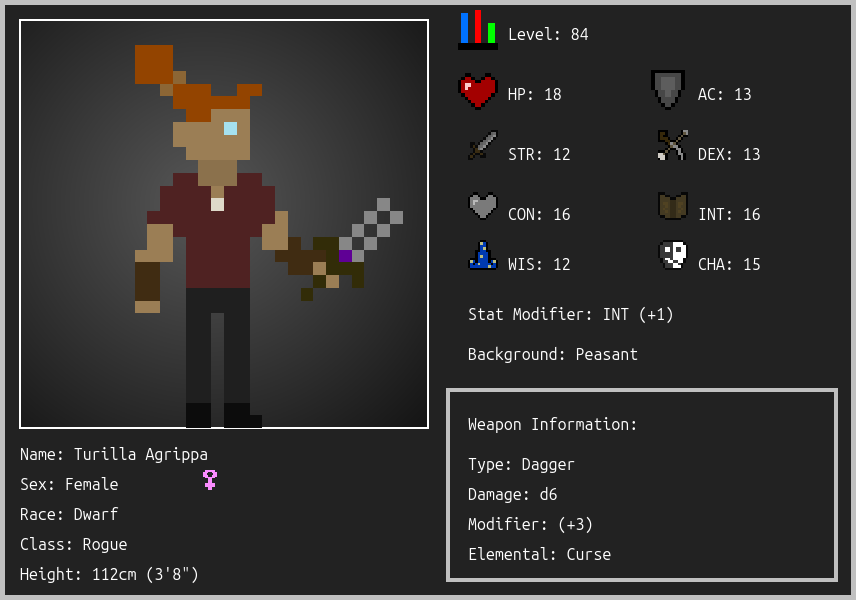 Level: 84
HP: 18
AC: 13
STR: 12
DEX: 13
CON: 16
INT: 16
WIS: 12
CHA: 15
Stat Modifier: INT (+1)
Background: Peasant
Weapon Information:
Type: Dagger
Damage: d6
Modifier: (+3)
Elemental: Curse
Name: Turilla Agrippa
Sex: Female
Race: Dwarf
Class: Rogue
Height: 112cm (3'8")